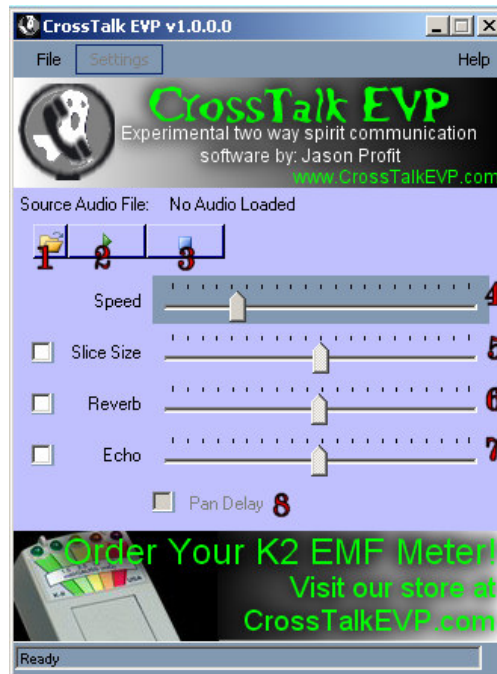 CrossTalk EVP v1.0.0.0
File Settings Help
CrossTalk EVP
Experimental two way spirit communication
software by: Jason Profit
www.CrossTalkEVP.com
Source Audio File: No Audio Loaded
1 2 3
Speed 4
Slice Size 5
Reverb 6
Echo 7
Pan Delay 8
Order Your K2 EMF Meter!
Visit our store at
CrossTalkEVP.com
K-2 USA
Ready